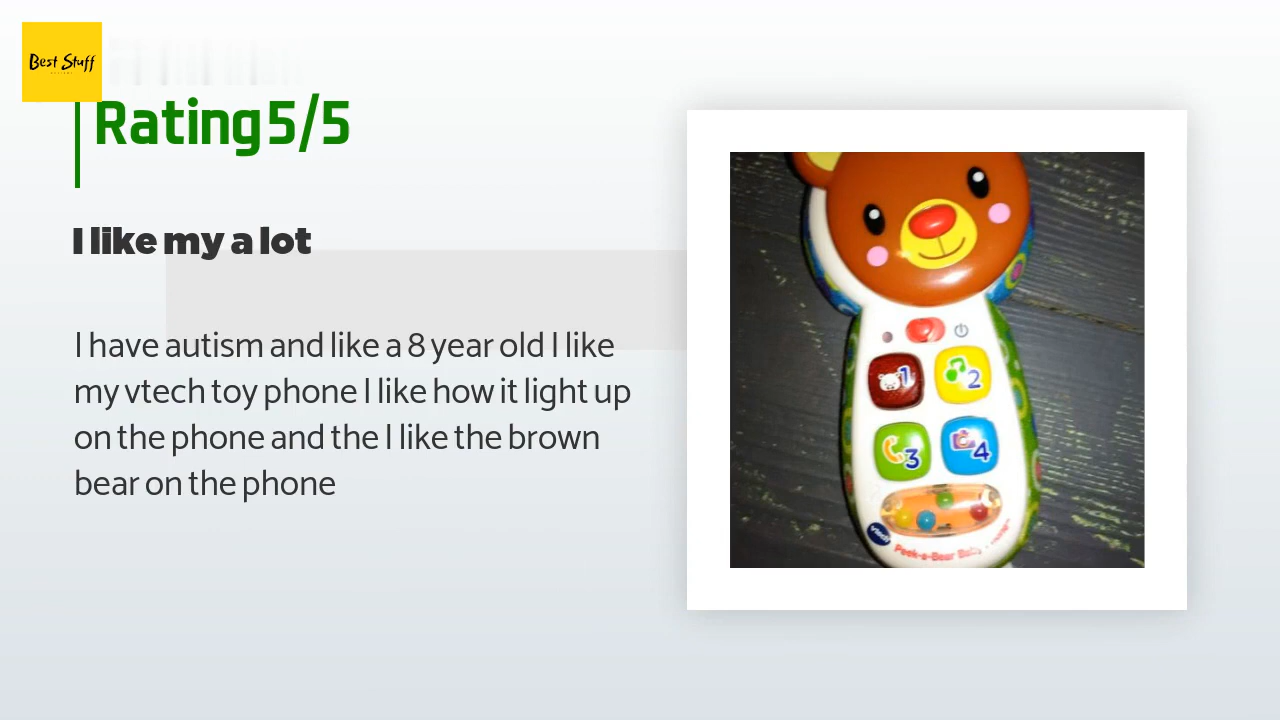 Best Stuff
Rating 5/5
I like my a lot
I have autism and like a 8 year old I like
my vtech toy phone I like how it light up
on the phone and the I like the brown
bear on the phone
1
2
3
4
vtech
Peek-a-Bear Baby